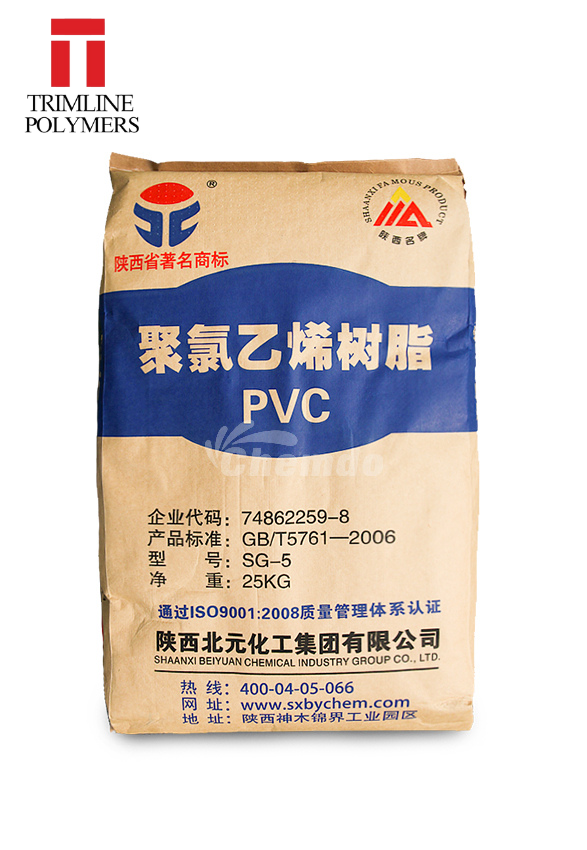 TRIMLINE
POLYMERS
®
SHAANXI FAMOUS PRODUCT
陕西名牌
陕西省著名商标
聚氯乙烯树脂
PVC
Chemdo
企业代码：74862259-8
产品标准：GB/T5761—2006
型　　号：SG-5
净　　重：25KG
通过ISO9001:2008质量管理体系认证
陕西北元化工集团有限公司
SHAANXI BEIYUAN CHEMICAL INDUSTRY GROUP CO., LTD.
热　线：400-04-05-066
网　址：www.sxbychem.com
地　址：陕西神木锦界工业园区